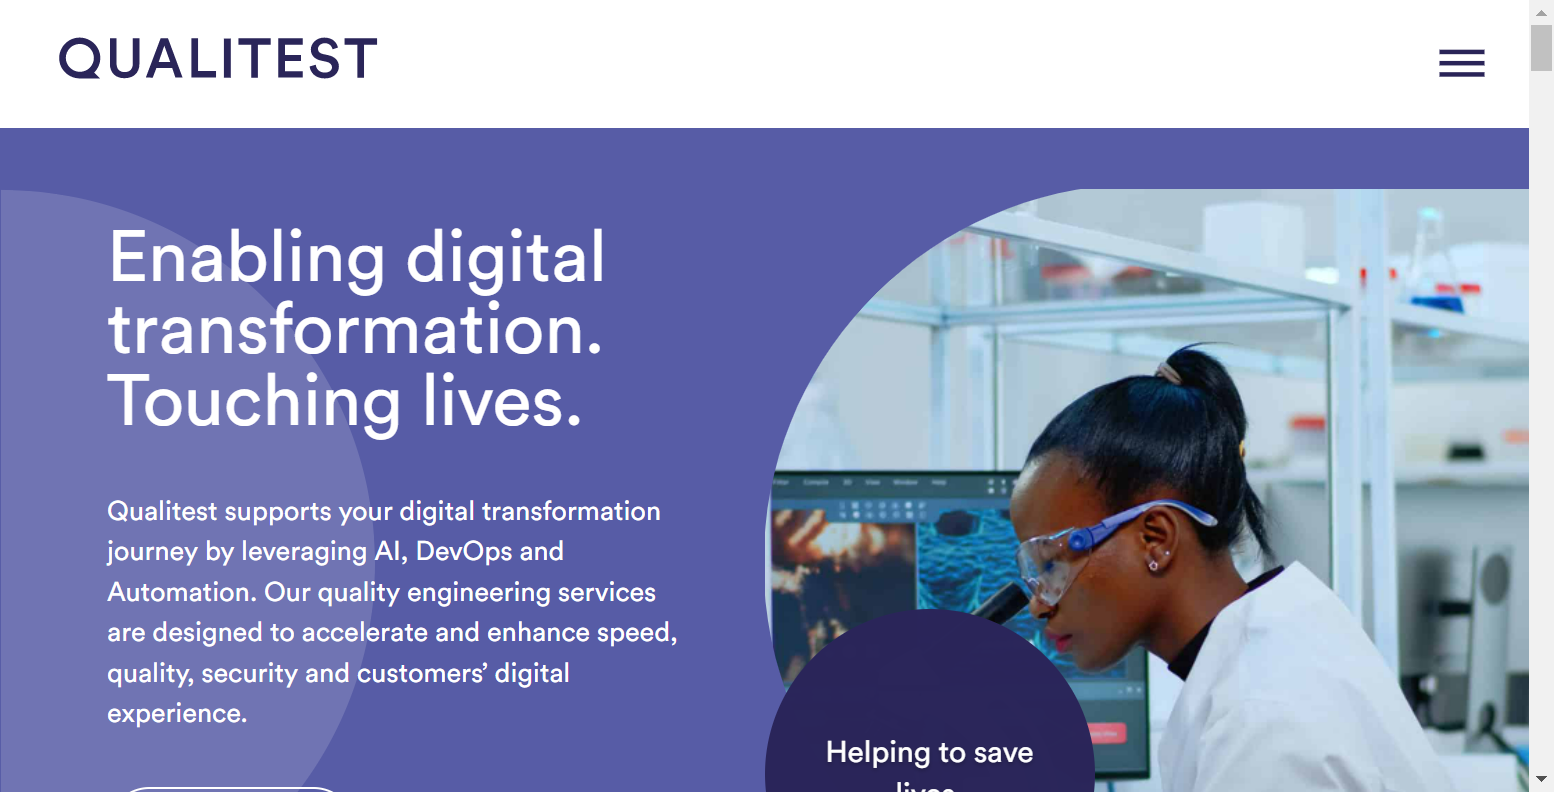 QUALITEST
Enabling digital
transformation.
Touching lives.
Qualitest supports your digital transformation
journey by leveraging AI, DevOps and
Automation. Our quality engineering services
are designed to accelerate and enhance speed,
quality, security and customers’ digital
experience.
Helping to save
lives